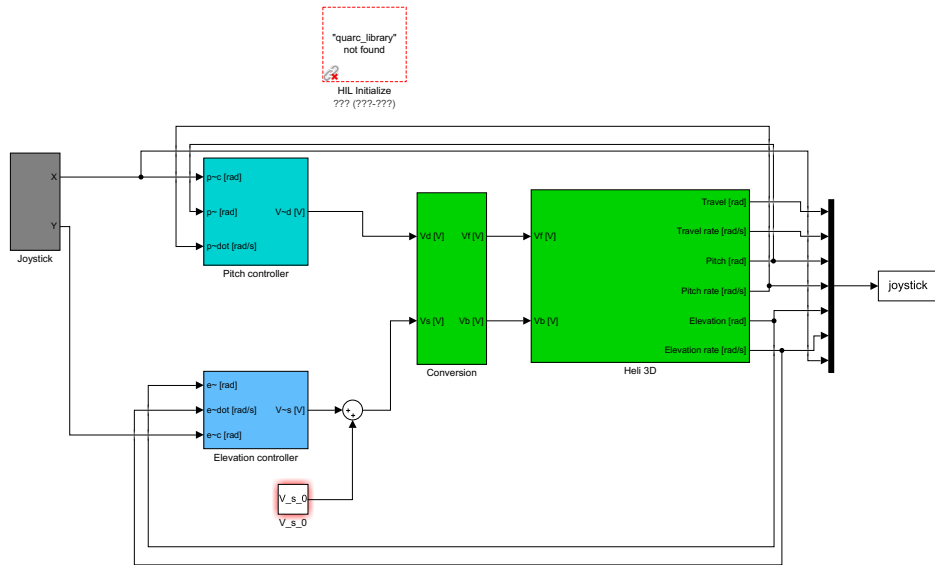 "quarc_library"
not found
HIL Initialize
??? (???-???)
X
Y
Joystick
p~c [rad]
p~ [rad]
p~dot [rad/s]
V~d [V]
Pitch controller
Vd [V]
Vs [V]
Vf [V]
Vb [V]
Conversion
Vf [V]
Vb [V]
Travel [rad]
Travel rate [rad/s]
Pitch [rad]
Pitch rate [rad/s]
Elevation [rad]
Elevation rate [rad/s]
Heli 3D
joystick
e~ [rad]
e~dot [rad/s]
e~c [rad]
V~s [V]
Elevation controller
+
+
V_s_0
V_s_0